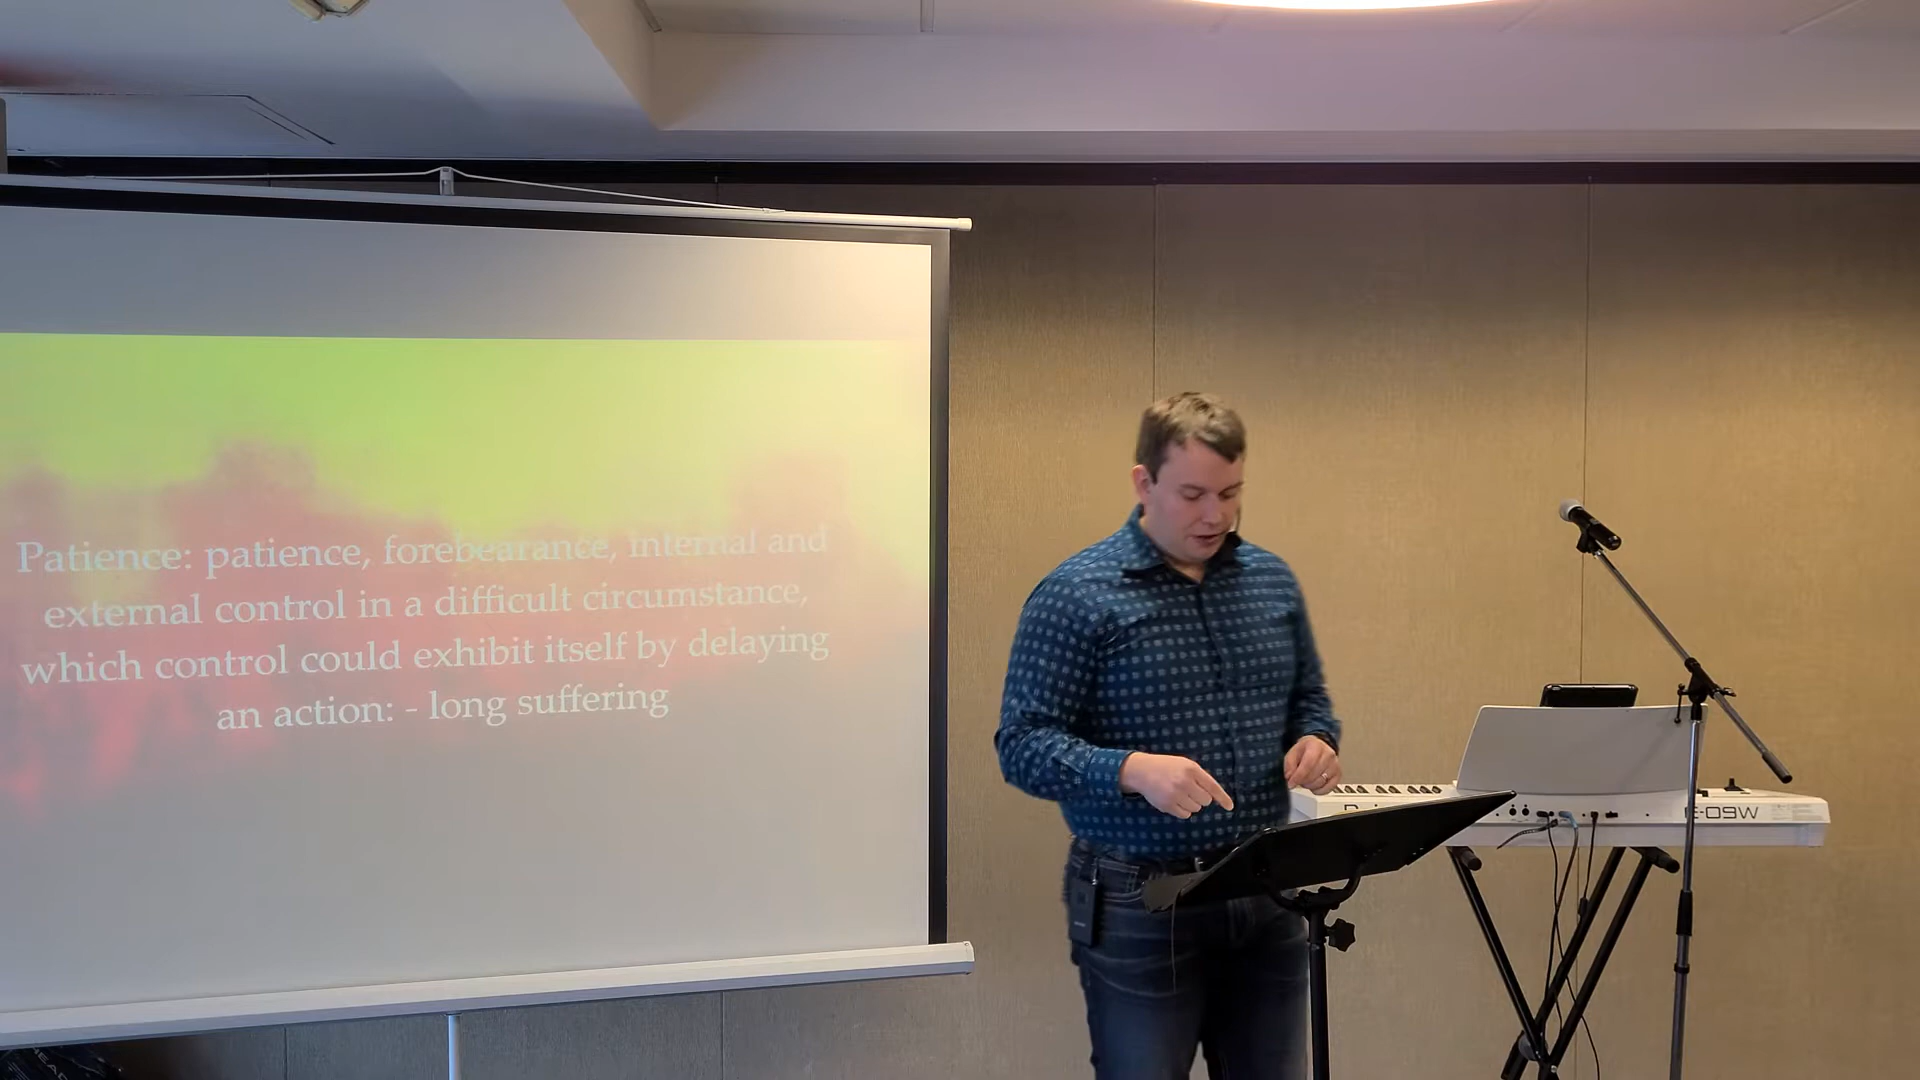 Patience: patience, forebearance, internal and
external control in a difficult circumstance,
which control could exhibit itself by delaying
an action: - long suffering
E-09W